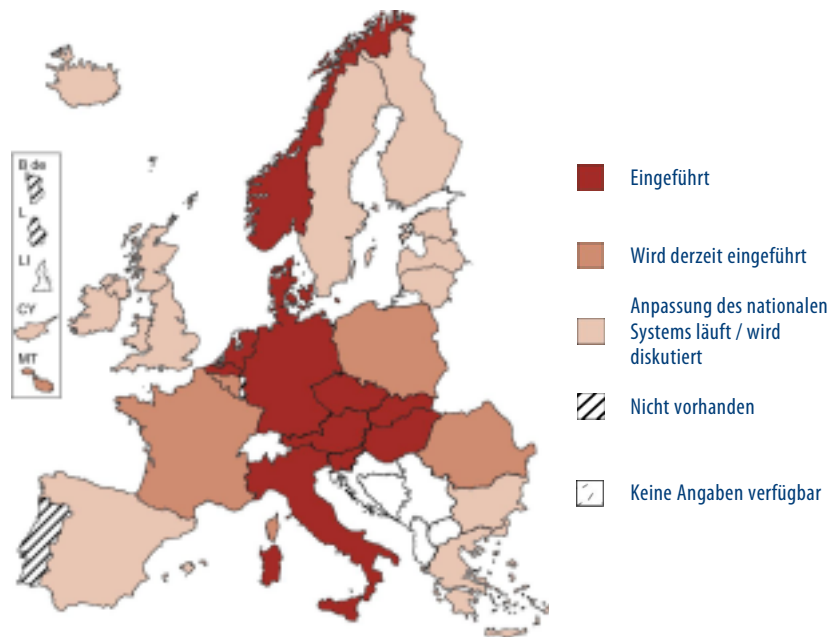 B de
L
LI
CY
MT
Eingeführt
Wird derzeit eingeführt
Anpassung des nationalen
Systems läuft / wird
diskutiert
Nicht vorhanden
Keine Angaben verfügbar